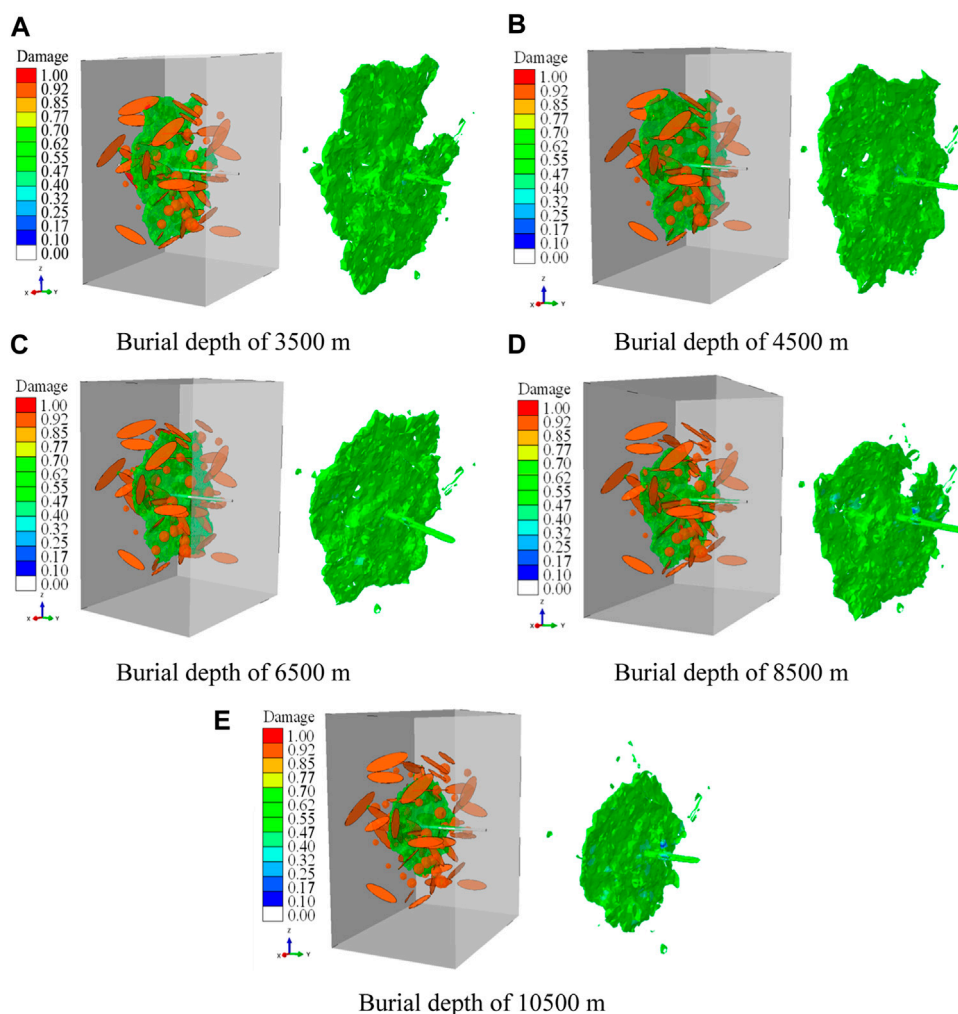 A
Damage
1.00
0.92
0.85
0.77
0.70
0.62
0.55
0.47
0.40
0.32
0.25
0.17
0.10
0.00
Z
X
Y
Burial depth of 3500 m
B
Damage
1.00
0.92
0.85
0.77
0.70
0.62
0.55
0.47
0.40
0.32
0.25
0.17
0.10
0.00
Z
X
Y
Burial depth of 4500 m
C
Damage
1.00
0.92
0.85
0.77
0.70
0.62
0.55
0.47
0.40
0.32
0.25
0.17
0.10
0.00
Z
X
Y
Burial depth of 6500 m
D
Damage
1.00
0.92
0.85
0.77
0.70
0.62
0.55
0.47
0.40
0.32
0.25
0.17
0.10
0.00
Z
X
Y
Burial depth of 8500 m
E
Damage
1.00
0.92
0.85
0.77
0.70
0.62
0.55
0.47
0.40
0.32
0.25
0.17
0.10
0.00
Z
X
Y
Burial depth of 10500 m